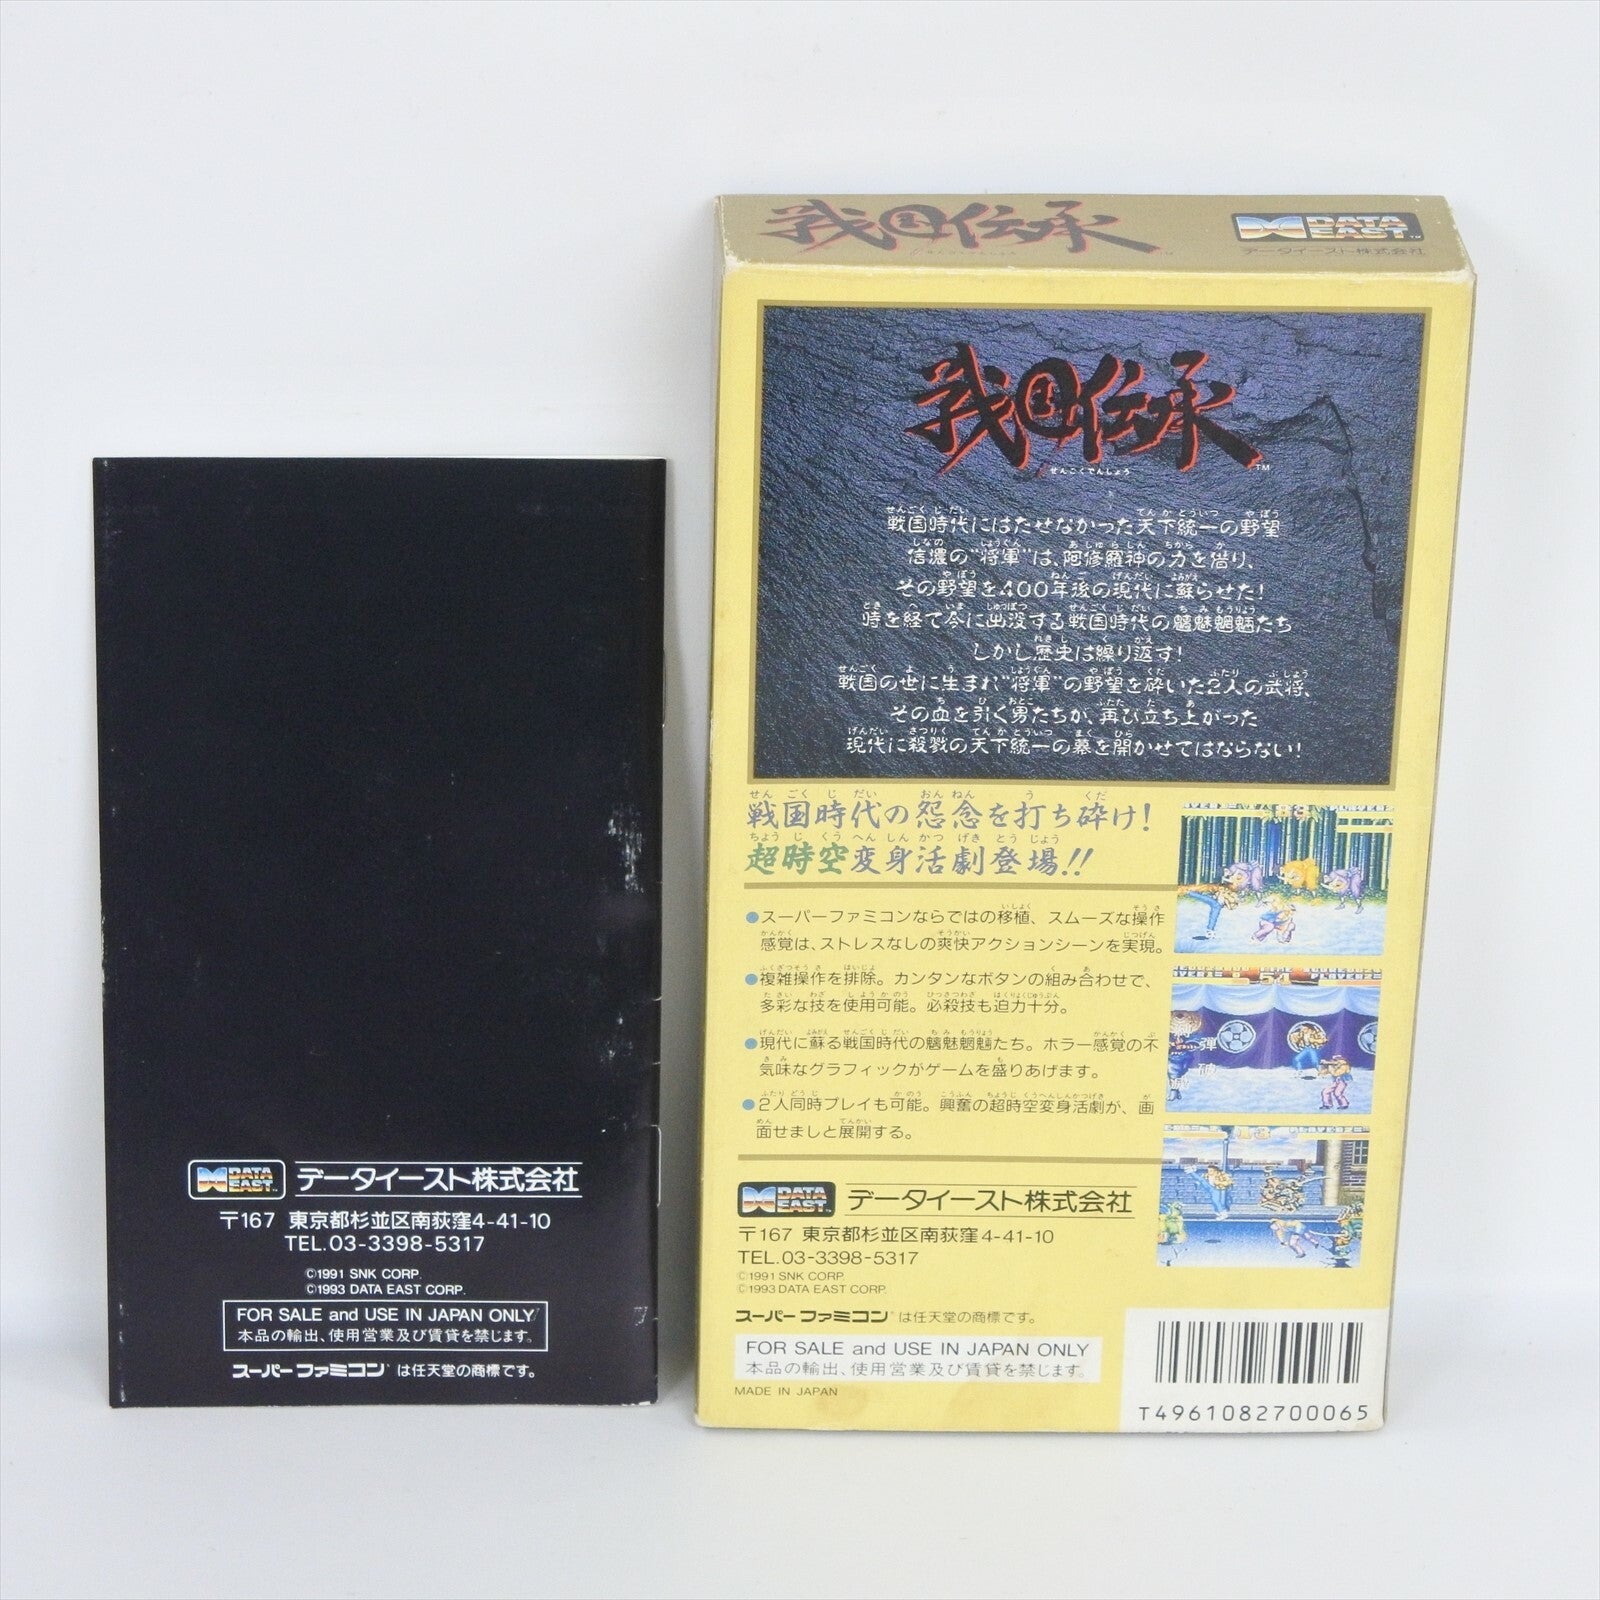 戦国伝承
DATA EAST
データイースト株式会社
戦国伝承 TM
せんごくでんしょう
戦国時代にはたせなかった天下統一の野望
信濃の"将軍"は、阿修羅神の力を借り、
その野望を400年後の現代に蘇らせた!
時を経て今に出没する戦国時代の魑魅魍魎たち
しかし歴史は繰り返す!
戦国の世に生まれ"将軍"の野望を砕いた2人の武将、
その血を引く男たちが、再び立ち上がった
現代に殺戮の天下統一の幕を開かせてはならない!
戦国時代の怨念を打ち砕け!
超時空変身活劇登場!!
●スーパーファミコンならではの移植、スムーズな操作
感覚は、ストレスなしの爽快アクションシーンを実現。
●複雑操作を排除。カンタンなボタンの組み合わせで、
多彩な技を使用可能。必殺技も迫力十分。
●現代に蘇る戦国時代の魑魅魍魎たち。ホラー感覚の不
気味なグラフィックがゲームを盛りあげます。
●2人同時プレイも可能。興奮の超時空変身活劇が、画
面せましと展開する。
DATA EAST データイースト株式会社
〒167 東京都杉並区南荻窪4-41-10
TEL.03-3398-5317
©1991 SNK CORP.
©1993 DATA EAST CORP.
スーパーファミコン®は任天堂の商標です。
FOR SALE and USE IN JAPAN ONLY
本品の輸出、使用営業及び賃貸を禁じます。
MADE IN JAPAN
T4961082700065
DATA EAST データイースト株式会社
〒167 東京都杉並区南荻窪4-41-10
TEL.03-3398-5317
©1991 SNK CORP.
©1993 DATA EAST CORP.
FOR SALE and USE IN JAPAN ONLY
本品の輸出、使用営業及び賃貸を禁じます。
スーパーファミコン®は任天堂の商標です。